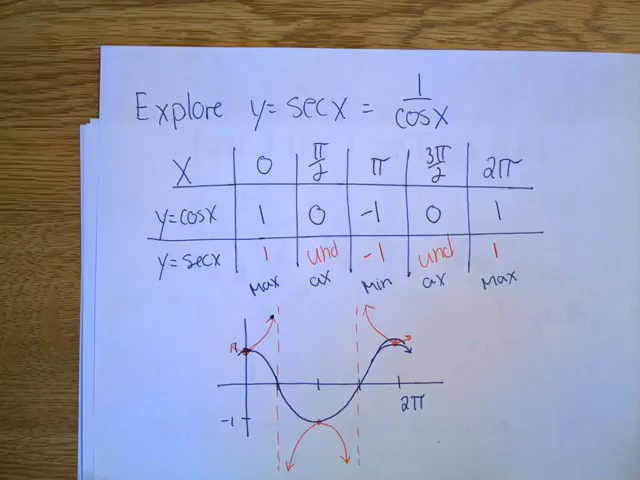 Explore y = sec x = 1/cos x
x 0 π/2 π 3π/2 2π
y = cos x 1 0 -1 0 1
y = sec x 1 und -1 und 1
max ax min ax max
-1
2π